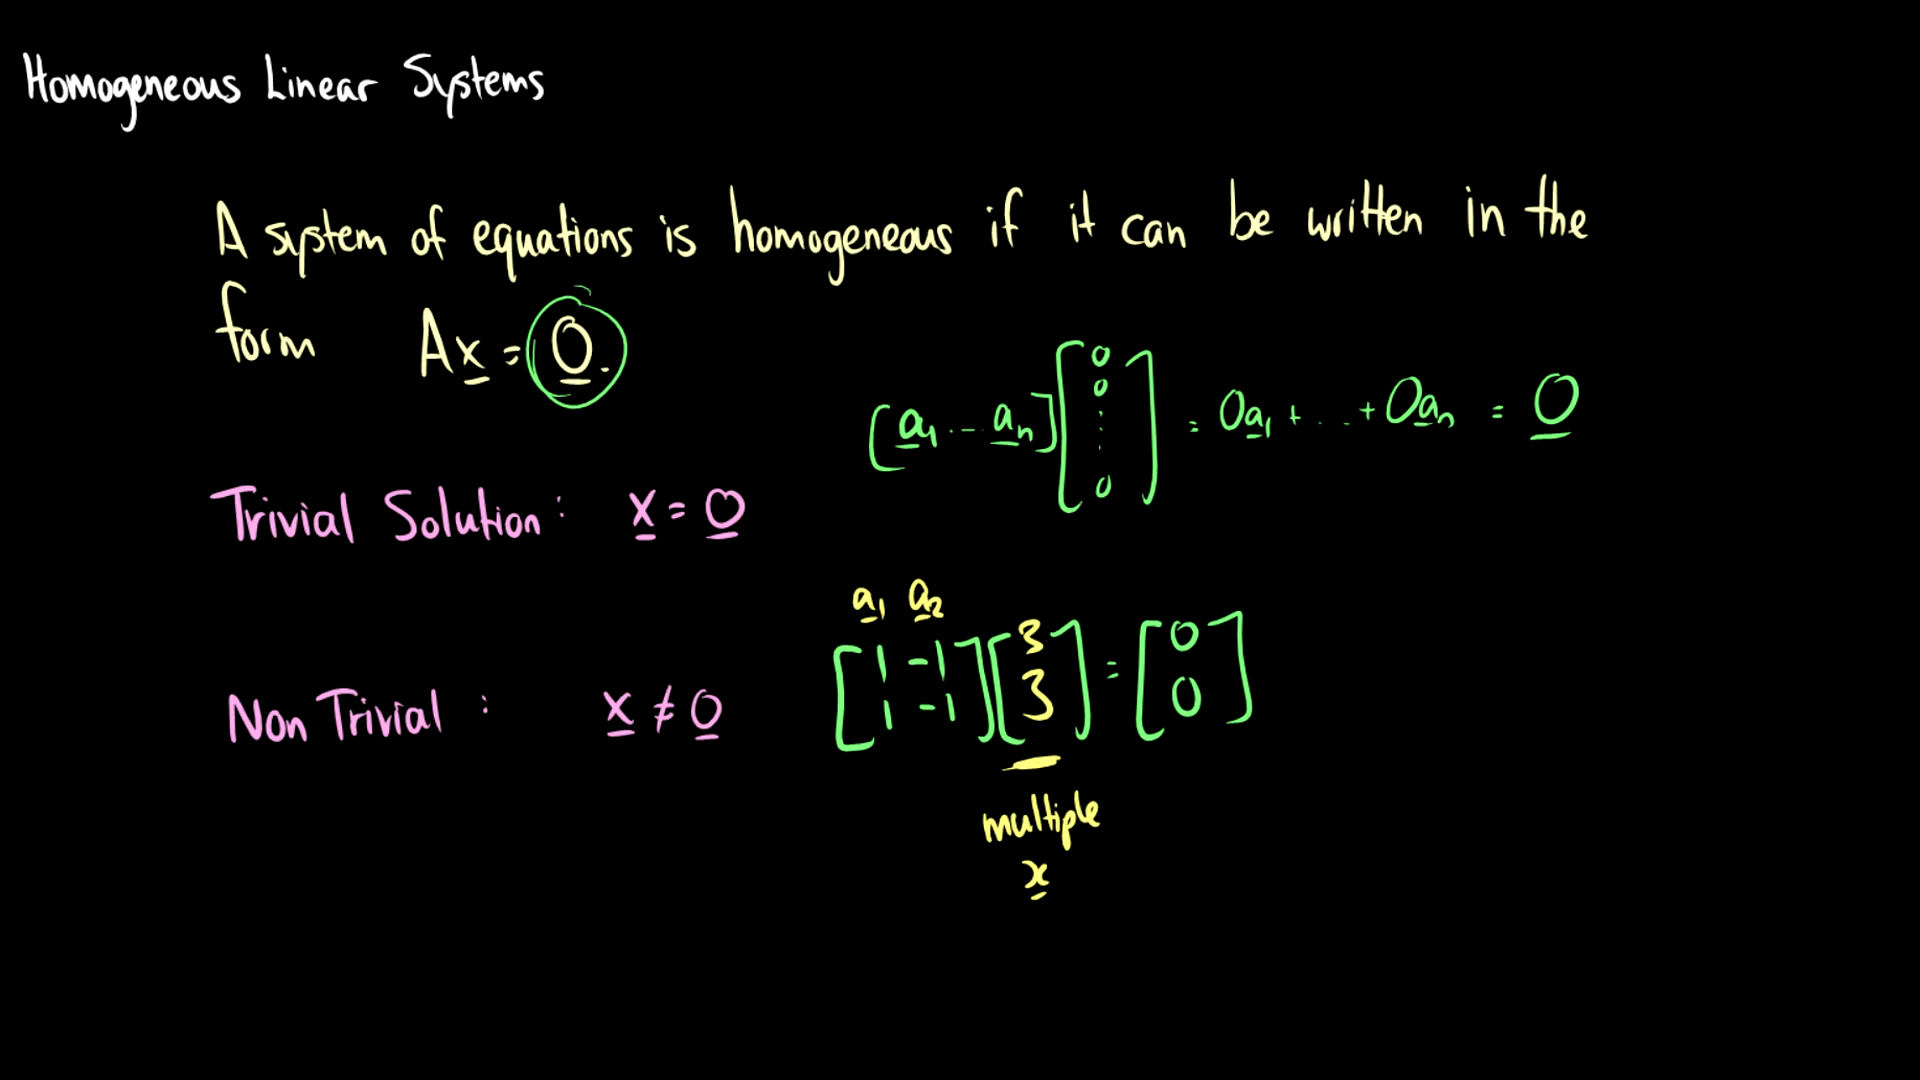 Homogeneous Linear Systems
A system of equations is homogeneous if it can be written in the
form Ax = 0.
[a₁ ... aₙ] [0 0 ⋮ 0] = 0a₁ + ... + 0aₙ = 0
Trivial Solution: x = 0
a₁ a₂
Non Trivial: x ≠ 0
[1 -1
1 -1] [3
3] = [0
0]
multiple
x